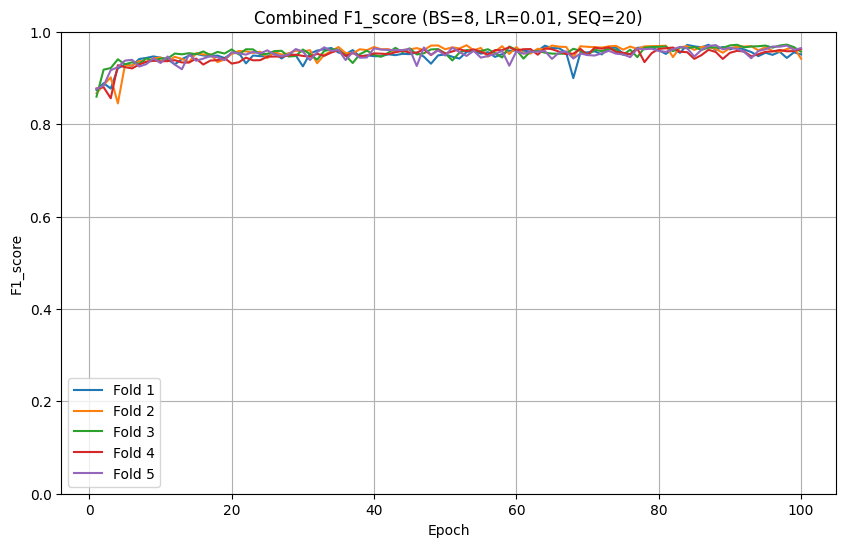 Combined F1_score (BS=8, LR=0.01, SEQ=20)
1.0
0.8
0.6
0.4
0.2
0.0
F1_score
Fold 1
Fold 2
Fold 3
Fold 4
Fold 5
0 20 40 60 80 100
Epoch